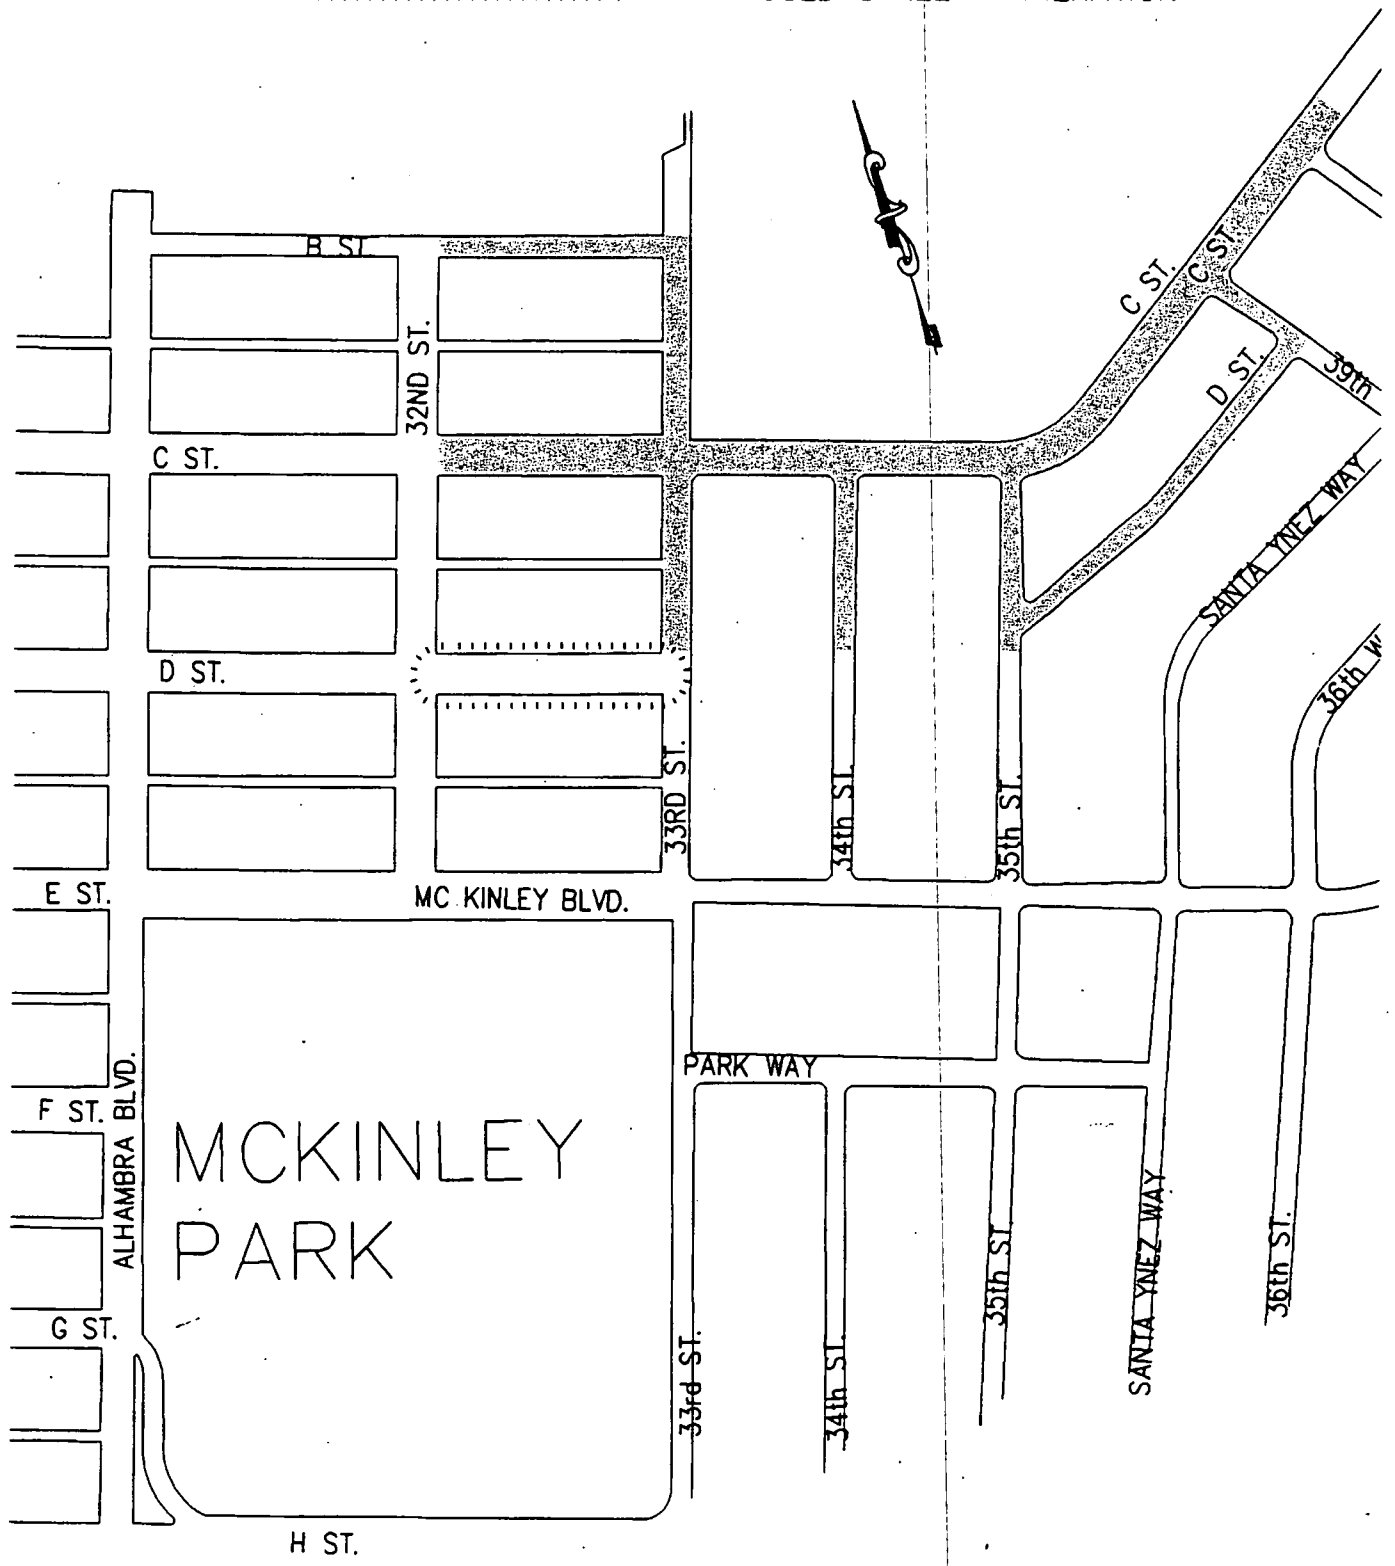 B ST.
32ND ST.
C ST.
C ST.
C ST.
D ST.
39th
SANTA YNEZ WAY
36th W
D ST.
33RD ST.
34th ST.
35th ST.
E ST.
MC KINLEY BLVD.
PARK WAY
F ST.
ALHAMBRA BLVD.
MCKINLEY
PARK
G ST.
33rd ST.
34th ST.
35th ST.
SANTA YNEZ WAY
36th ST.
H ST.